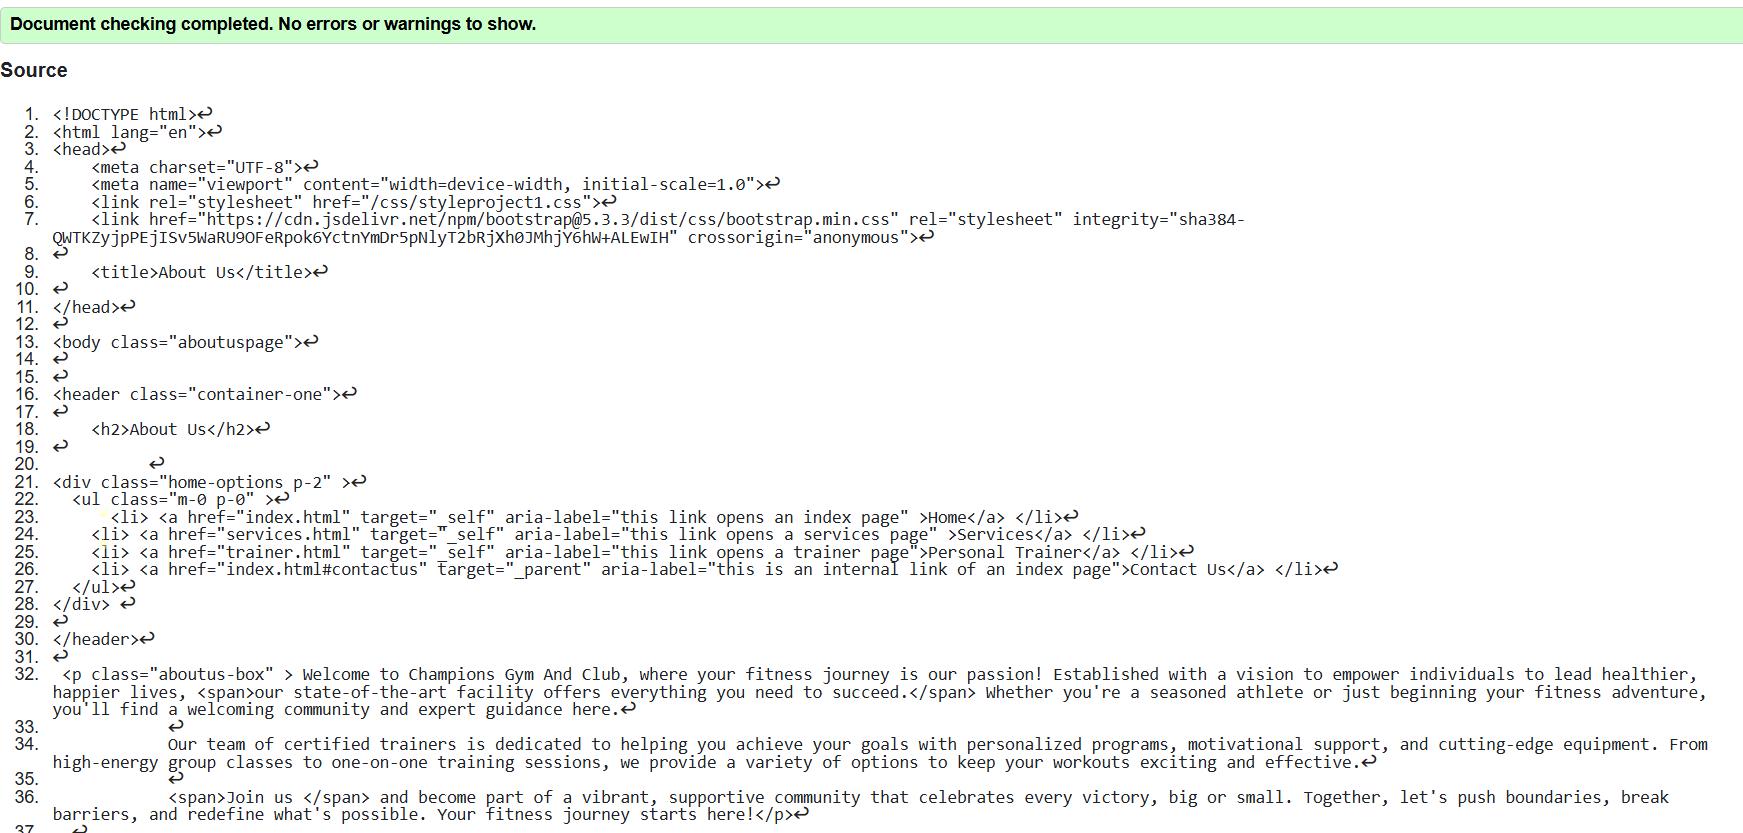 Document checking completed. No errors or warnings to show.
Source
1. <!DOCTYPE html>↩
2. <html lang="en">↩
3. <head>↩
4.     <meta charset="UTF-8">↩
5.     <meta name="viewport" content="width=device-width, initial-scale=1.0">↩
6.     <link rel="stylesheet" href="/css/styleproject1.css">↩
7.     <link href="https://cdn.jsdelivr.net/npm/bootstrap@5.3.3/dist/css/bootstrap.min.css" rel="stylesheet" integrity="sha384-
QWTKZyjpPEjISv5WaRU9OFeRpok6YctnYmDr5pNlyT2bRjXh0JMhjY6hW+ALEwIH" crossorigin="anonymous">↩
8. ↩
9.     <title>About Us</title>↩
10. ↩
11. </head>↩
12. ↩
13. <body class="aboutuspage">↩
14. ↩
15. ↩
16. <header class="container-one">↩
17. ↩
18.     <h2>About Us</h2>↩
19. ↩
20.           ↩
21. <div class="home-options p-2" >↩
22.   <ul class="m-0 p-0" >↩
23.       <li> <a href="index.html" target="_self" aria-label="this link opens an index page" >Home</a> </li>↩
24.     <li> <a href="services.html" target="_self" aria-label="this link opens a services page" >Services</a> </li>↩
25.     <li> <a href="trainer.html" target="_self" aria-label="this link opens a trainer page">Personal Trainer</a> </li>↩
26.     <li> <a href="index.html#contactus" target="_parent" aria-label="this is an internal link of an index page">Contact Us</a> </li>↩
27.   </ul>↩
28. </div> ↩
29. ↩
30. </header>↩
31. ↩
32.  <p class="aboutus-box" > Welcome to Champions Gym And Club, where your fitness journey is our passion! Established with a vision to empower individuals to lead healthier,
happier lives, <span>our state-of-the-art facility offers everything you need to succeed.</span> Whether you're a seasoned athlete or just beginning your fitness adventure,
you'll find a welcoming community and expert guidance here.↩
33.             ↩
34.             Our team of certified trainers is dedicated to helping you achieve your goals with personalized programs, motivational support, and cutting-edge equipment. From
high-energy group classes to one-on-one training sessions, we provide a variety of options to keep your workouts exciting and effective.↩
35.             ↩
36.             <span>Join us </span> and become part of a vibrant, supportive community that celebrates every victory, big or small. Together, let's push boundaries, break
barriers, and redefine what's possible. Your fitness journey starts here!</p>↩
37.   ↩